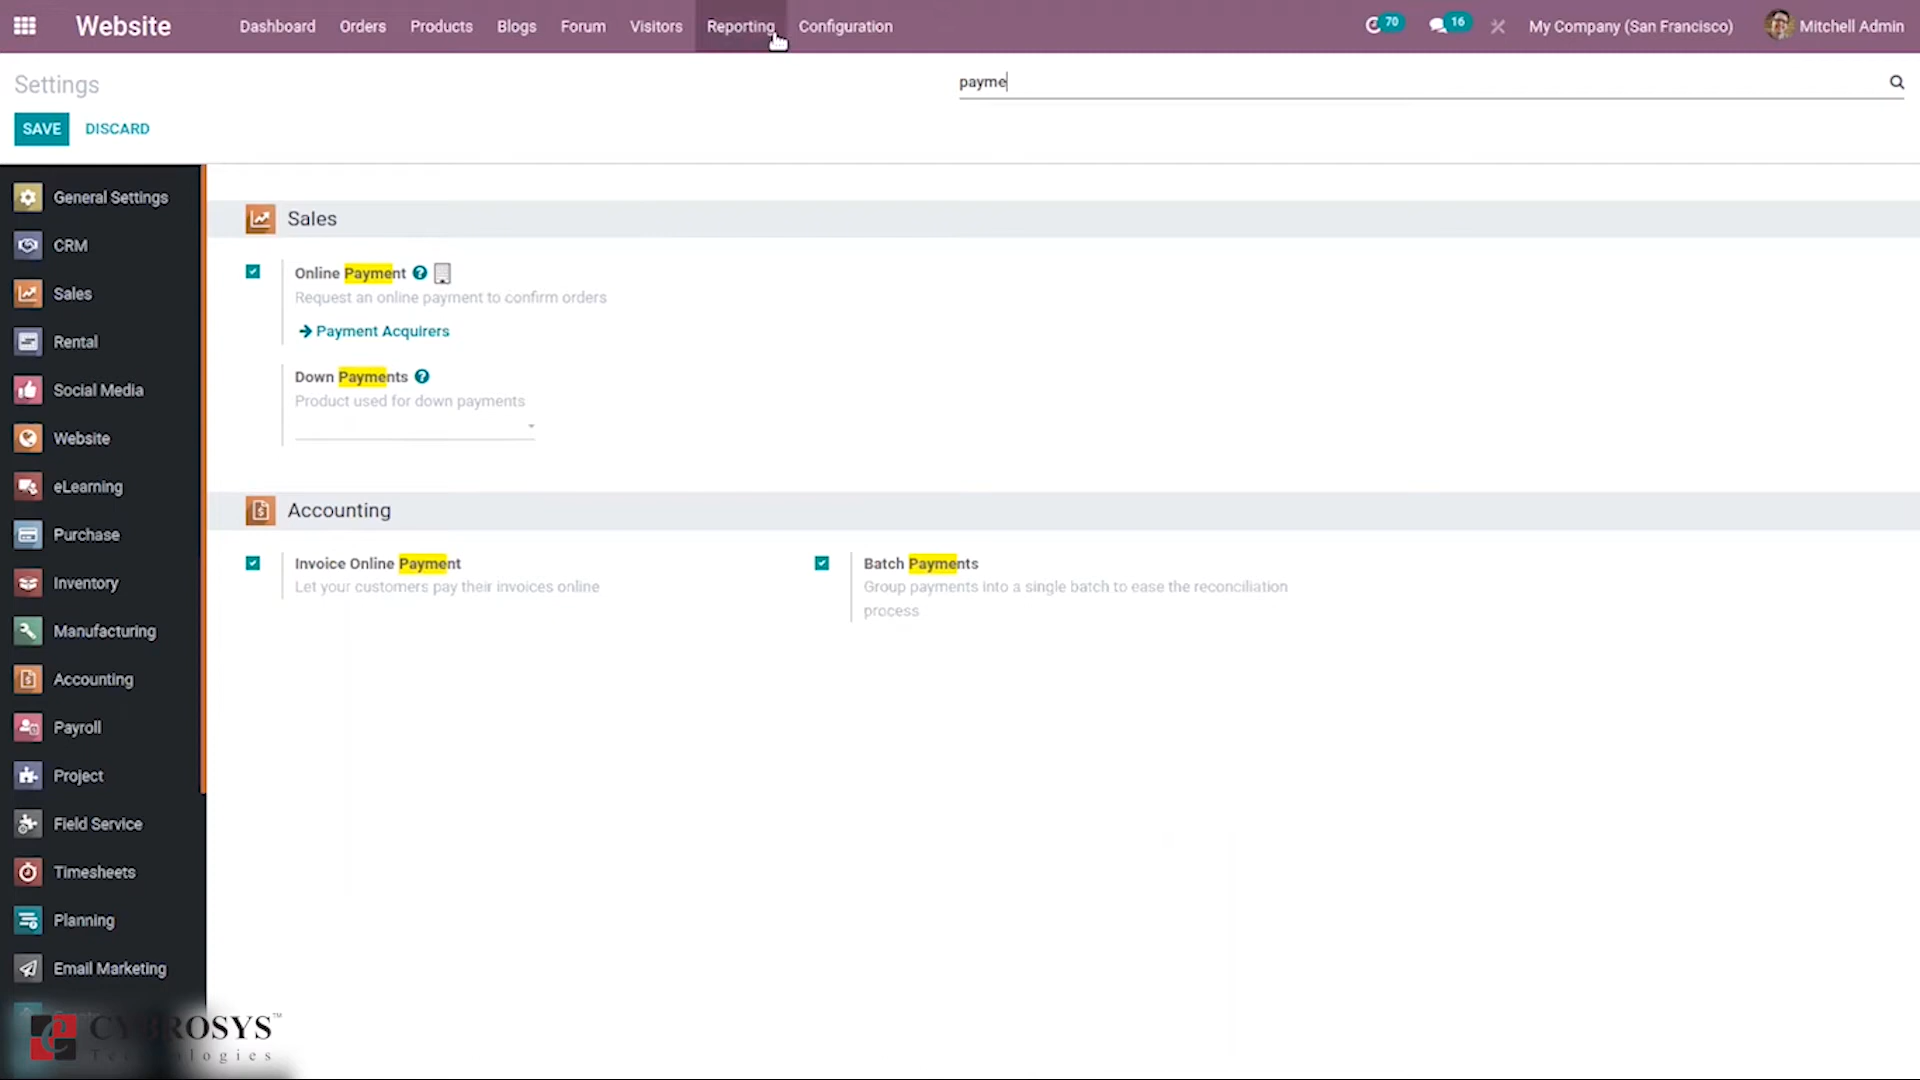 Website Dashboard Orders Products Blogs Forum Visitors Reporting Configuration 70 16 My Company (San Francisco) Mitchell Admin
Settings
payme
SAVE DISCARD
General Settings
CRM
Sales
Rental
Social Media
Website
eLearning
Purchase
Inventory
Manufacturing
Accounting
Payroll
Project
Field Service
Timesheets
Planning
Email Marketing
Sales
Online Payment ?
Request an online payment to confirm orders
Payment Acquirers
Down Payments ?
Product used for down payments
Accounting
Invoice Online Payment
Let your customers pay their invoices online
Batch Payments
Group payments into a single batch to ease the reconciliation
process
CYBROSYS™
Technologies